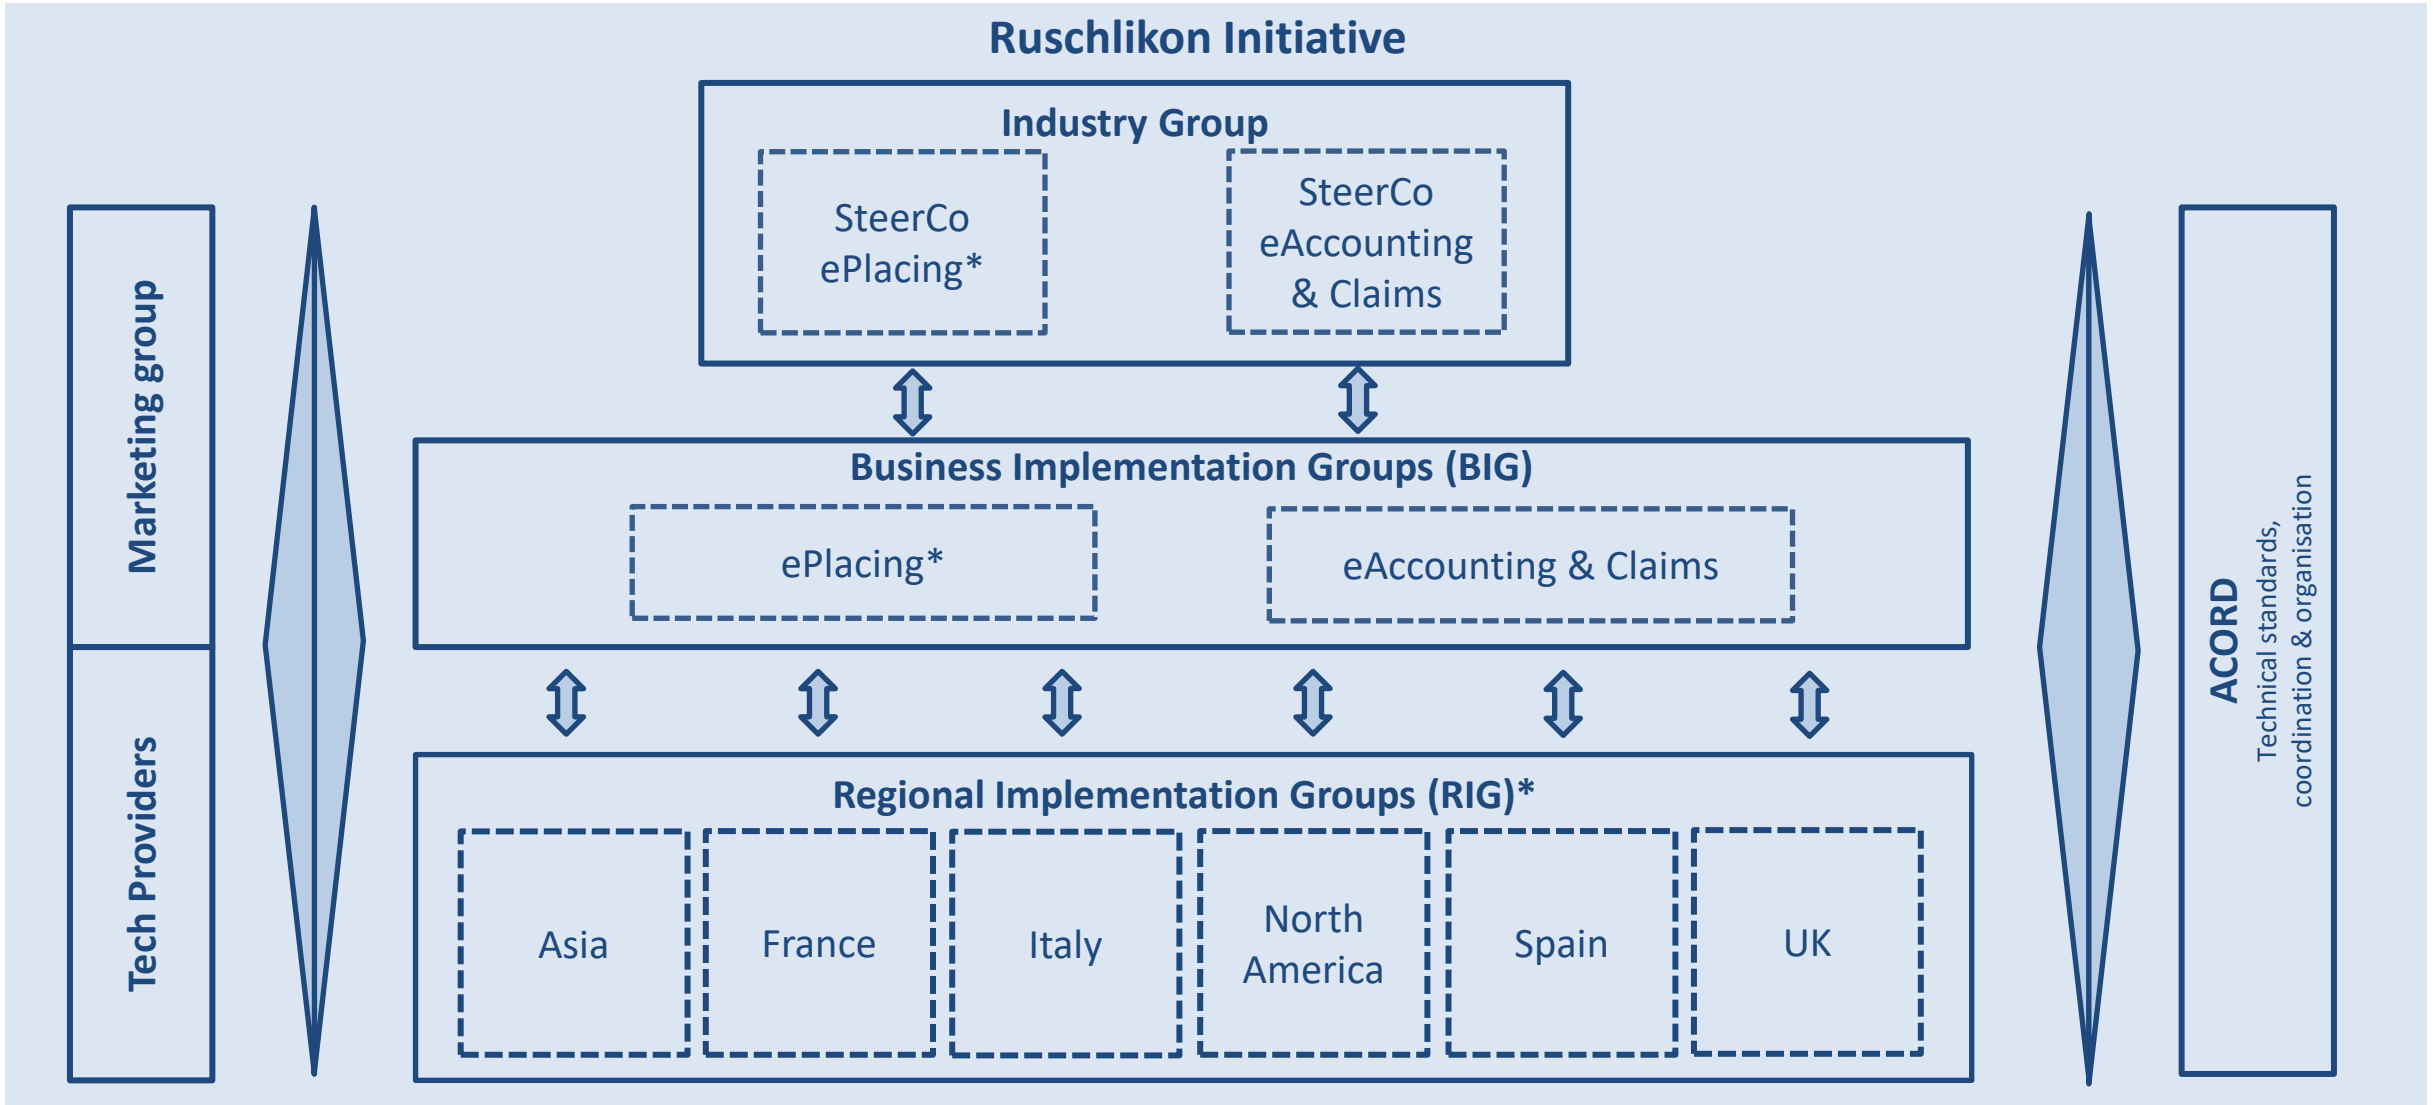 Ruschlikon Initiative
Industry Group
SteerCo
ePlacing*
SteerCo
eAccounting
& Claims
Marketing group
Tech Providers
Business Implementation Groups (BIG)
ePlacing*
eAccounting & Claims
Regional Implementation Groups (RIG)*
Asia
France
Italy
North
America
Spain
UK
ACORD
Technical standards,
coordination & organisation